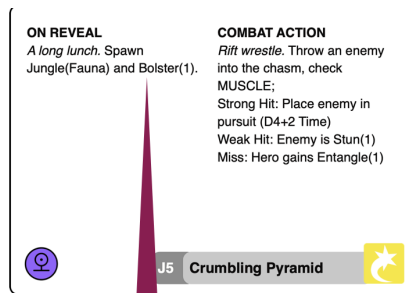 ON REVEAL
A long lunch. Spawn
Jungle(Fauna) and Bolster(1).
COMBAT ACTION
Rift wrestle. Throw an enemy
into the chasm, check
MUSCLE;
Strong Hit: Place enemy in
pursuit (D4+2 Time)
Weak Hit: Enemy is Stun(1)
Miss: Hero gains Entangle(1)
J5 Crumbling Pyramid